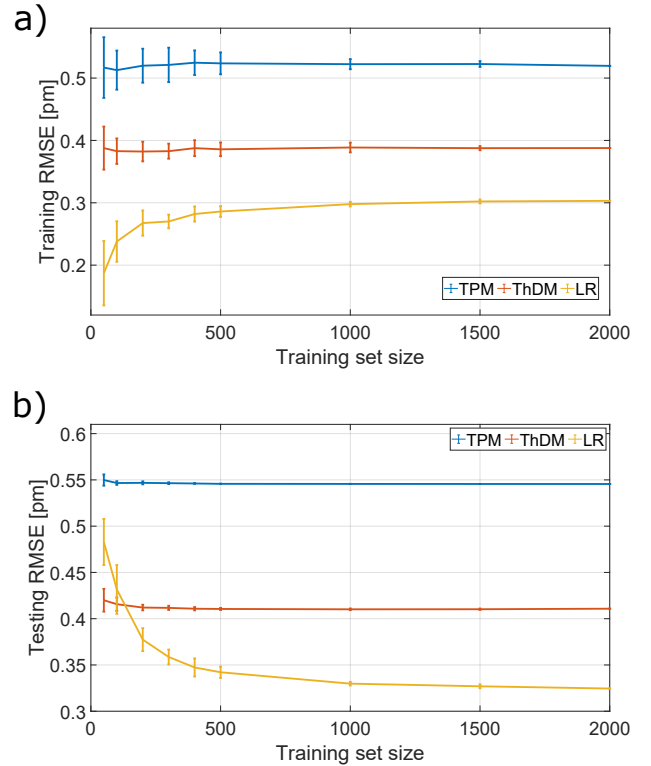 a)
Training RMSE [pm]
0.5
0.4
0.3
0.2
TPM ThDM LR
0 500 1000 1500 2000
Training set size
b)
Testing RMSE [pm]
0.6
0.55
0.5
0.45
0.4
0.35
0.3
TPM ThDM LR
0 500 1000 1500 2000
Training set size